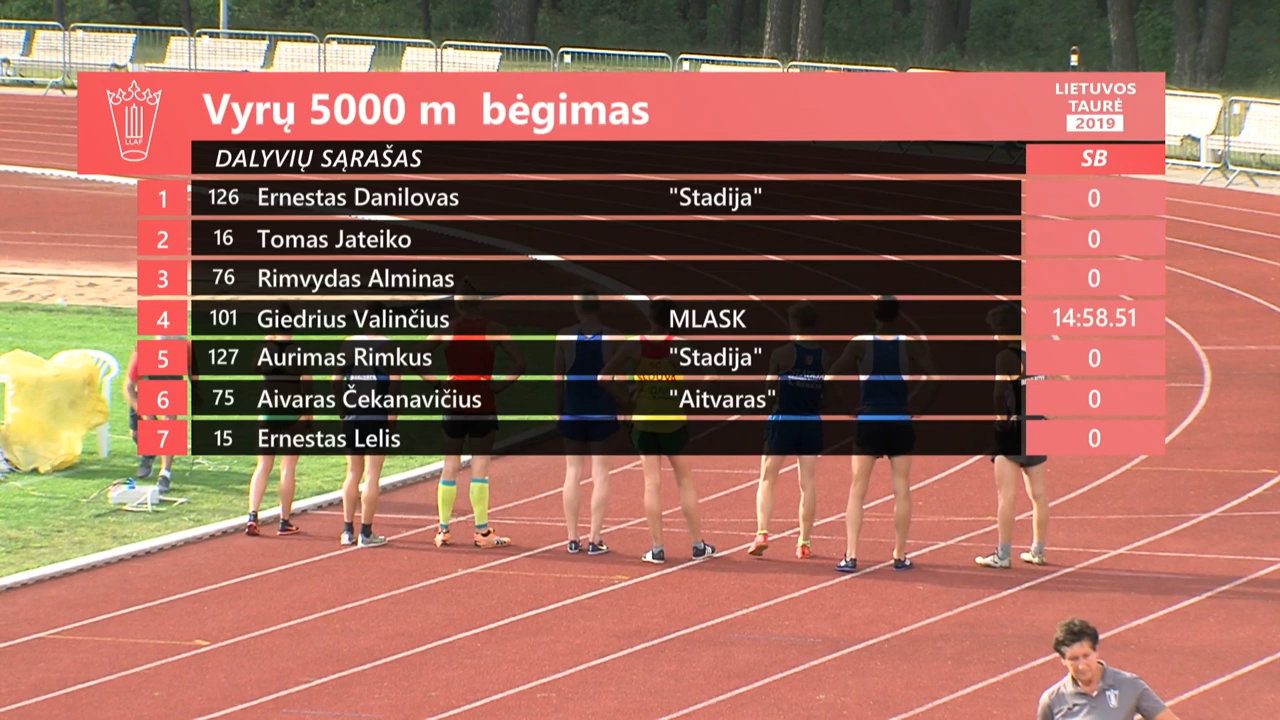 LLAF
Vyrų 5000 m bėgimas
LIETUVOS
TAURĖ
2019
DALYVIŲ SĄRAŠAS SB
1 126 Ernestas Danilovas "Stadija" 0
2 16 Tomas Jateiko 0
3 76 Rimvydas Alminas 0
4 101 Giedrius Valinčius MLASK 14:58.51
5 127 Aurimas Rimkus "Stadija" 0
6 75 Aivaras Čekanavičius "Aitvaras" 0
7 15 Ernestas Lelis 0